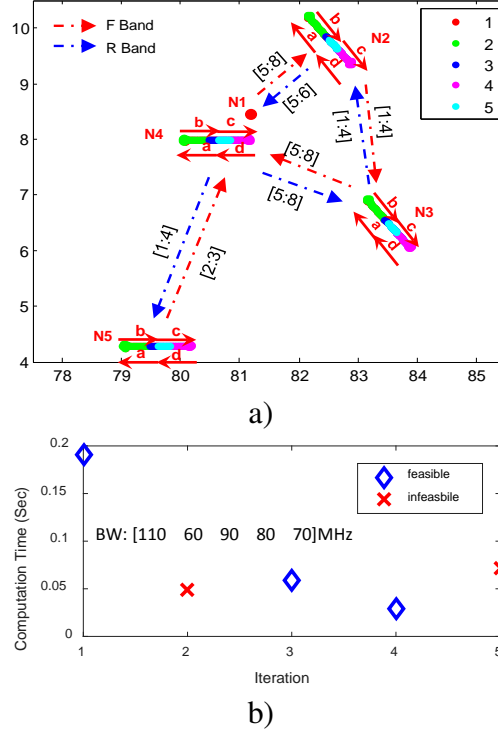 10
9
8
7
6
5
4
78 79 80 81 82 83 84 85
F Band
R Band
1
2
3
4
5
N1
N2
N3
N4
N5
[5:8]
[5:6]
[1:4]
[1:4]
[5:8]
[5:8]
[1:4]
[2:3]
a b c d
b c
a d
a b c d
b c
a d
a)
0.2
0.15
0.1
0.05
0
Computation Time (Sec)
feasible
infeasbile
BW: [110 60 90 80 70]MHz
1 2 3 4 5
Iteration
b)